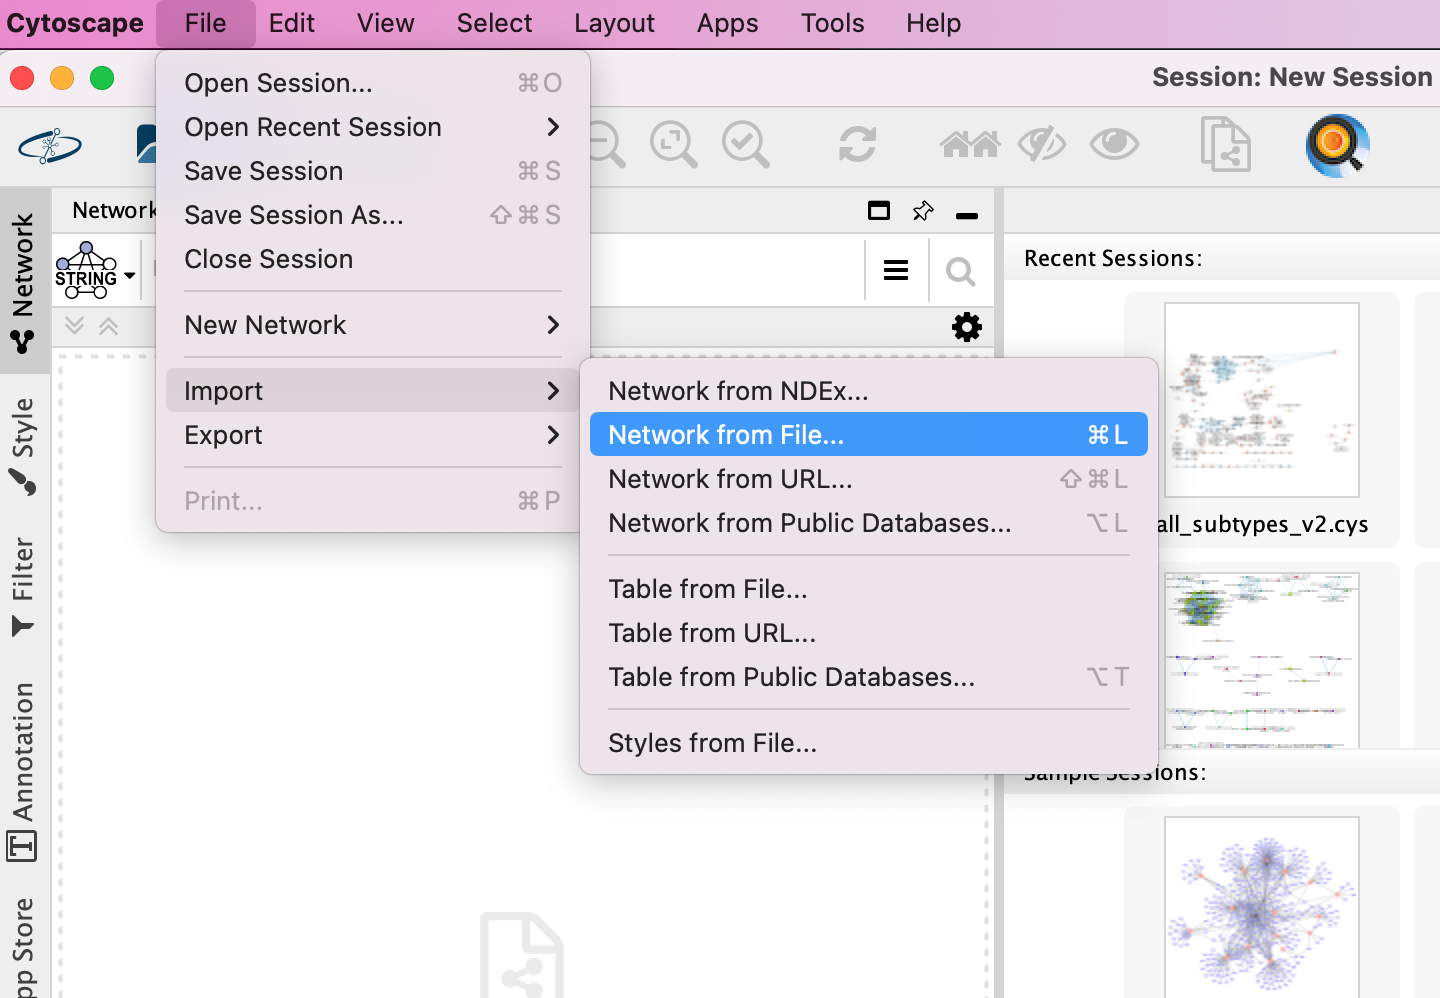 Cytoscape File Edit View Select Layout Apps Tools Help
Session: New Session
Open Session... ⌘O
Open Recent Session
Save Session ⌘S
Save Session As... ⇧⌘S
Close Session
New Network
Import
Export
Print... ⌘P
Network from NDEx...
Network from File... ⌘L
Network from URL... ⇧⌘L
Network from Public Databases... ⌥L
Table from File...
Table from URL...
Table from Public Databases... ⌥T
Styles from File...
Network
STRING
Network
Style
Filter
Annotation
pp Store
Recent Sessions:
all_subtypes_v2.cys
Sample Sessions: